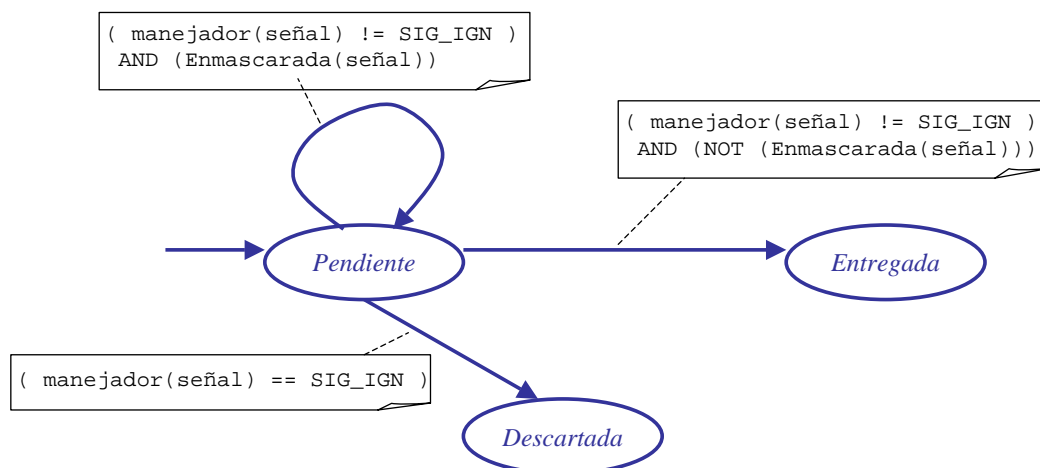 ( manejador(señal) != SIG_IGN )
AND (Enmascarada(señal))
( manejador(señal) != SIG_IGN )
AND (NOT (Enmascarada(señal)))
Pendiente
Entregada
( manejador(señal) == SIG_IGN )
Descartada